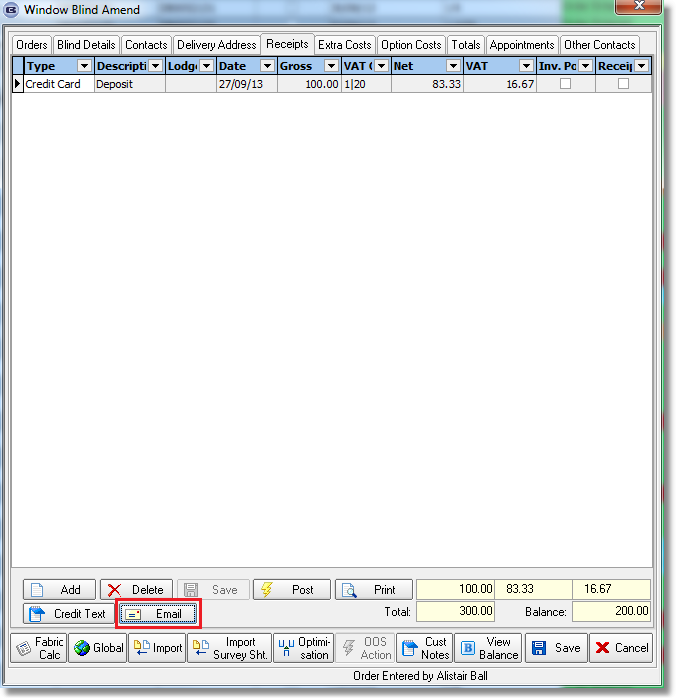 Window Blind Amend
Orders Blind Details Contacts Delivery Address Receipts Extra Costs Option Costs Totals Appointments Other Contacts
Type Descripti Lodg Date Gross VAT Net VAT Inv. Po Receip
Credit Card Deposit 27/09/13 100.00 1|20 83.33 16.67
Add Delete Save Post Print 100.00 83.33 16.67
Credit Text Email Total: 300.00 Balance: 200.00
Fabric Calc Global Import Import Survey Sht. Optimi-sation OOS Action Cust Notes View Balance Save Cancel
Order Entered by Alistair Ball